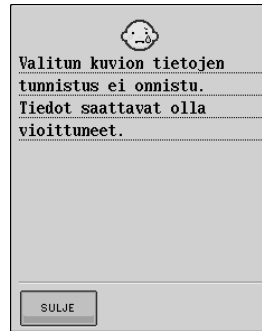 Valitun kuvion tietojen
tunnistus ei onnistu.
Tiedot saattavat olla
vioittuneet.
SULJE